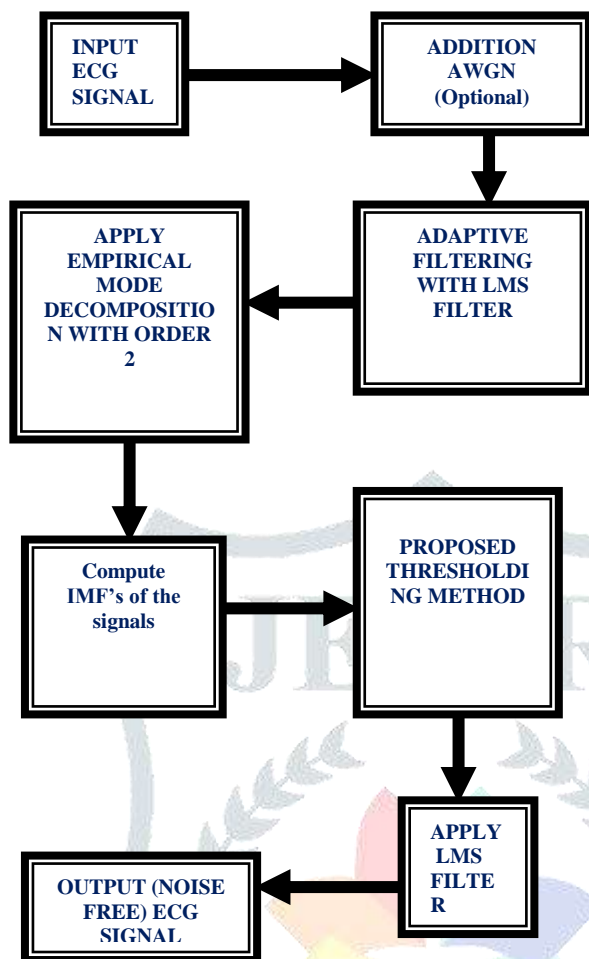 INPUT
ECG
SIGNAL
ADDITION
AWGN
(Optional)
ADAPTIVE
FILTERING
WITH LMS
FILTER
APPLY
EMPIRICAL
MODE
DECOMPOSITIO
N WITH ORDER
2
Compute
IMF's of the
signals
PROPOSED
THRESHOLDI
NG METHOD
APPLY
LMS
FILTE
R
OUTPUT (NOISE
FREE) ECG
SIGNAL